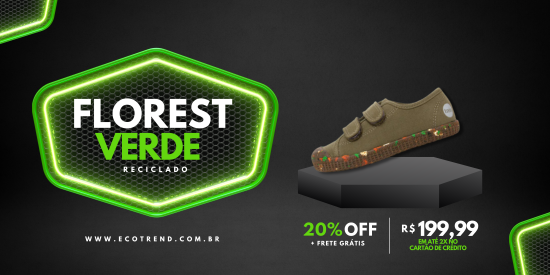 FLOREST
VERDE
RECICLADO
WWW.ECOTREND.COM.BR
20%OFF
+ FRETE GRÁTIS
R$ 199,99
EM ATÉ 2X NO
CARTÃO DE CRÉDITO